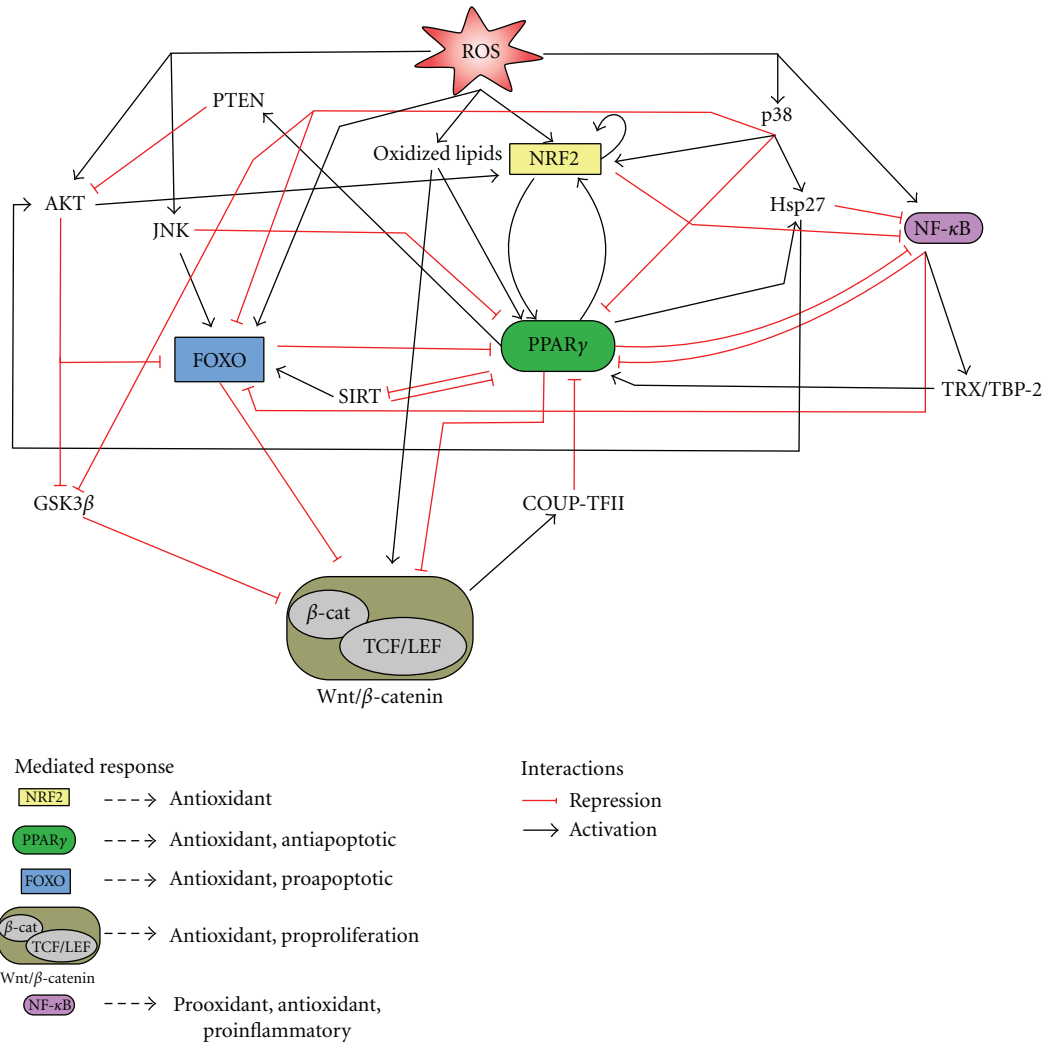 ROS
PTEN
p38
Oxidized lipids
NRF2
AKT
Hsp27
JNK
NF-κB
PPARγ
FOXO
SIRT
TRX/TBP-2
GSK3β
COUP-TFII
β-cat
TCF/LEF
Wnt/β-catenin
Mediated response
NRF2 Antioxidant
PPARγ Antioxidant, antiapoptotic
FOXO Antioxidant, proapoptotic
β-cat
TCF/LEF
Antioxidant, proproliferation
Wnt/β-catenin
NF-κB Prooxidant, antioxidant,
proinflammatory
Interactions
Repression
Activation